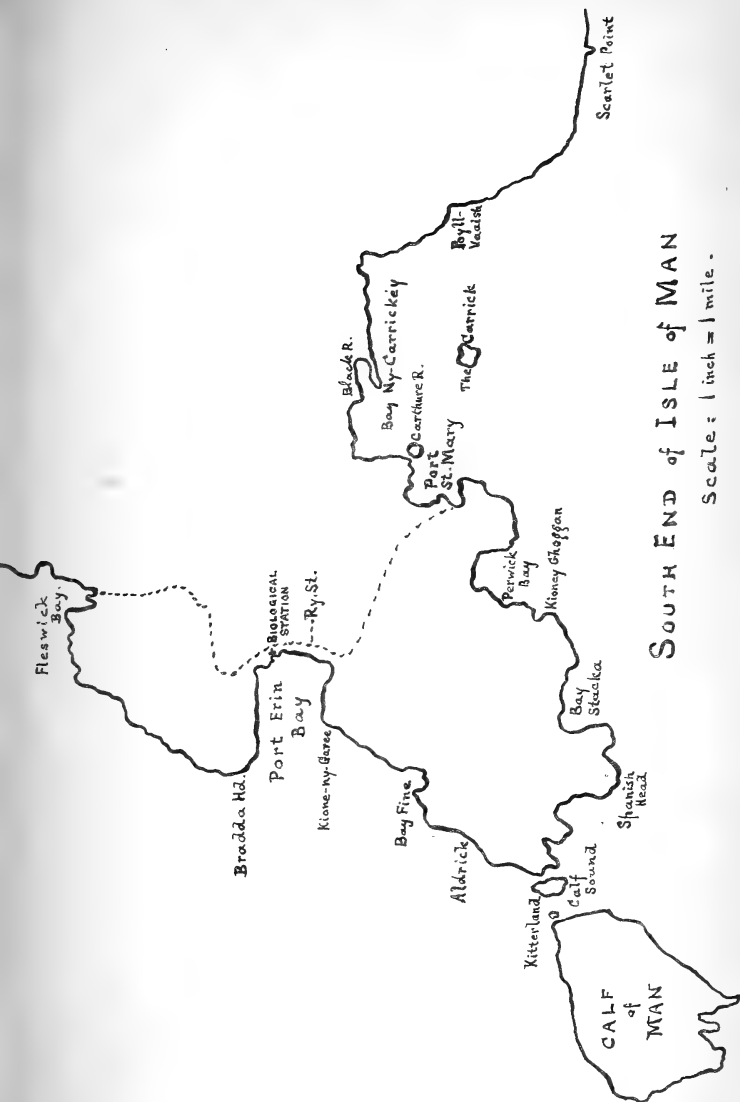 Fleswick
Bay.
Bradda Hd.
Port Erin
Bay
BIOLOGICAL
STATION
Ry. St.
Kione-ny-Garee
Bay Fine
Aldrick
Kitterland
Calf
Sound
CALF
of
MAN
Spanish
Head
Bay
Stacka
Kioney Ghoggan
Perwick
Bay
Port
St. Mary
Carthure R.
Bay Ny-Carrickey
Black R.
The Carrick
Poyll-
Vaaish
Scarlet Point
SOUTH END of ISLE of MAN
Scale: 1 inch = 1 mile.